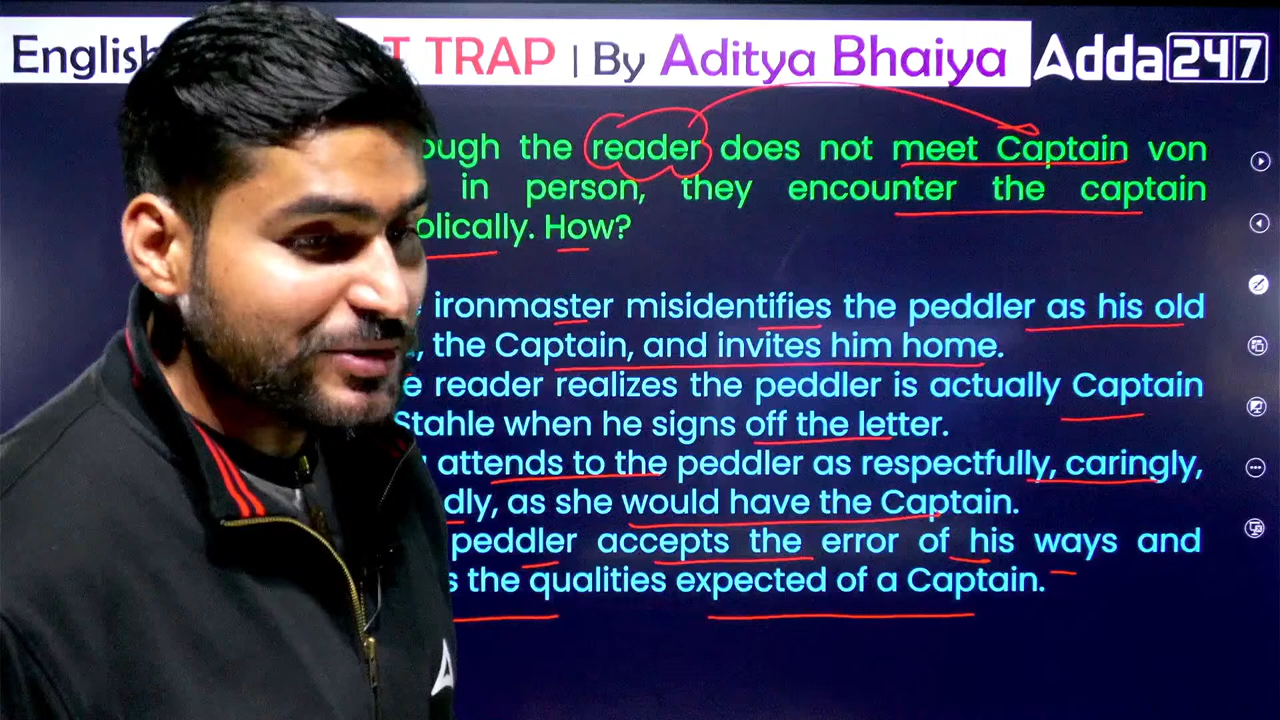 English T TRAP | By Aditya Bhaiya Adda 247
ough the reader does not meet Captain von
in person, they encounter the captain
olically. How?
ironmaster misidentifies the peddler as his old
, the Captain, and invites him home.
e reader realizes the peddler is actually Captain
Stahle when he signs off the letter.
attends to the peddler as respectfully, caringly,
dly, as she would have the Captain.
peddler accepts the error of his ways and
s the qualities expected of a Captain.